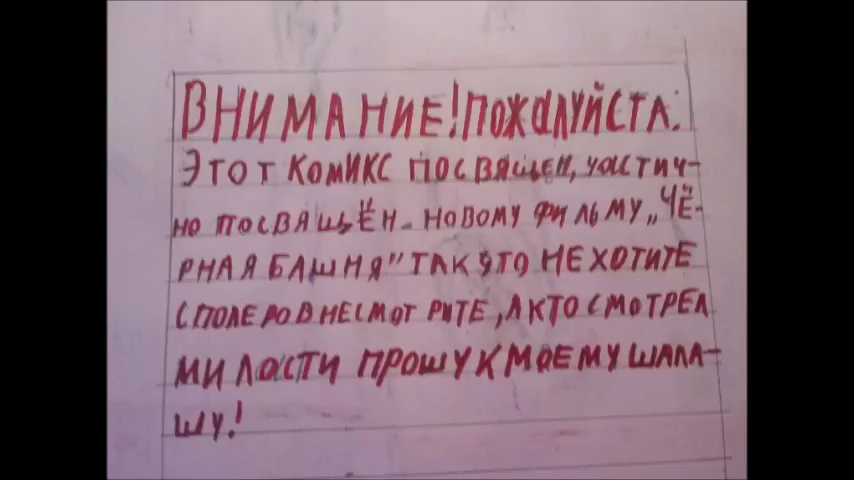 ВНИМАНИЕ! ПОЖАЛУЙСТА.
ЭТОТ КОМИКС ПОСВЯЩЕН, ЧАСТИЧ-
НО ПОСВЯЩЁН - НОВОМУ ФИЛЬМУ „ЧЁ-
РНАЯ БАШНЯ" ТАК ЧТО НЕ ХОТИТЕ
СПОЛЕРОВ НЕ СМОТРИТЕ, А КТО СМОТРЕЛ
МИЛОСТИ ПРОШУ К МОЕМУ ШАЛА-
ШУ!